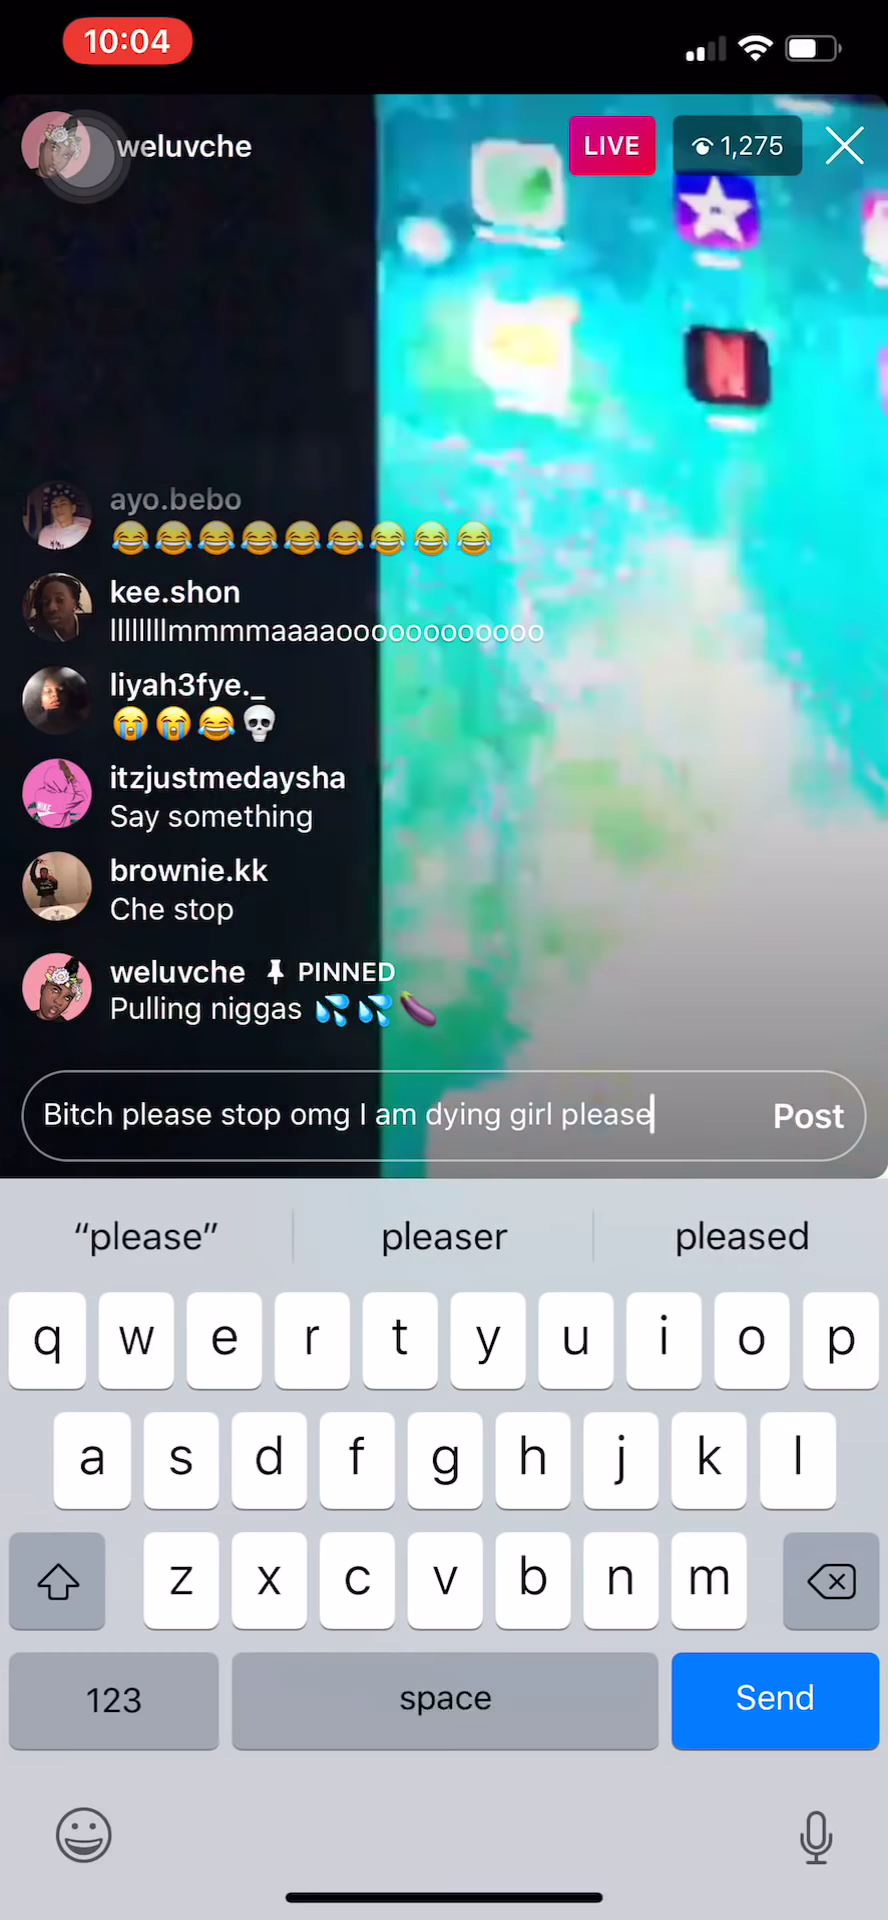 10:04
weluvche
LIVE
1,275
ayo.bebo
😂😂😂😂😂😂😂😂😂
kee.shon
llllllllmmmmaaaaoooooooooooo
liyah3fye._
😭😭😂💀
itzjustmedaysha
Say something
brownie.kk
Che stop
weluvche PINNED
Pulling niggas 💦💦🍆
Bitch please stop omg I am dying girl please
Post
“please” pleaser pleased
q w e r t y u i o p
a s d f g h j k l
z x c v b n m
123 space Send